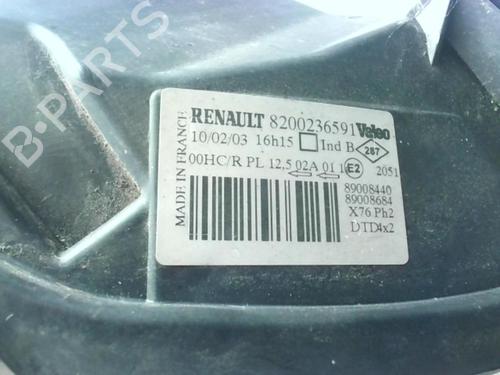 B-PARTS
RENAULT 8200236591 Valeo
10/02/03 16h15 Ind B 287
00HC/R PL 12,5 02A 01 1 E2 2051
MADE IN FRANCE
89008440
89008684
X76 Ph2
DTD4x2